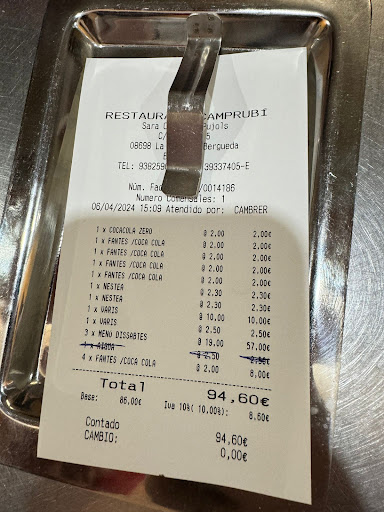 RESTAURA CAMPRUBI
Sara C Pujols
C/ 5
08698 La Bergueda
TEL: 9382590 39337405-E
Núm. Fac /0014186
Numero Comensales: 1
06/04/2024 15:09 Atendido por: CAMBRER
1 x COCACOLA ZERO @ 2.00 2,00€
1 x FANTES /COCA COLA @ 2.00 2,00€
1 x FANTES /COCA COLA @ 2.00 2,00€
1 x FANTES /COCA COLA @ 2.00 2,00€
1 x FANTES /COCA COLA @ 2.00 2,00€
1 x NESTEA @ 2.30 2,30€
1 x NESTEA @ 2.30 2,30€
1 x VARIS @ 10.00 10,00€
1 x VARIS @ 2.50 2,50€
3 x MENU DISSABTES @ 19.00 57,00€
1 x AIGUA @ 2.50 2,50€
4 x FANTES /COCA COLA @ 2.00 8,00€
Total 94,60€
Base: 86,00€ Iva 10%( 10,00%): 8,60€
Contado 94,60€
CAMBIO: 0,00€